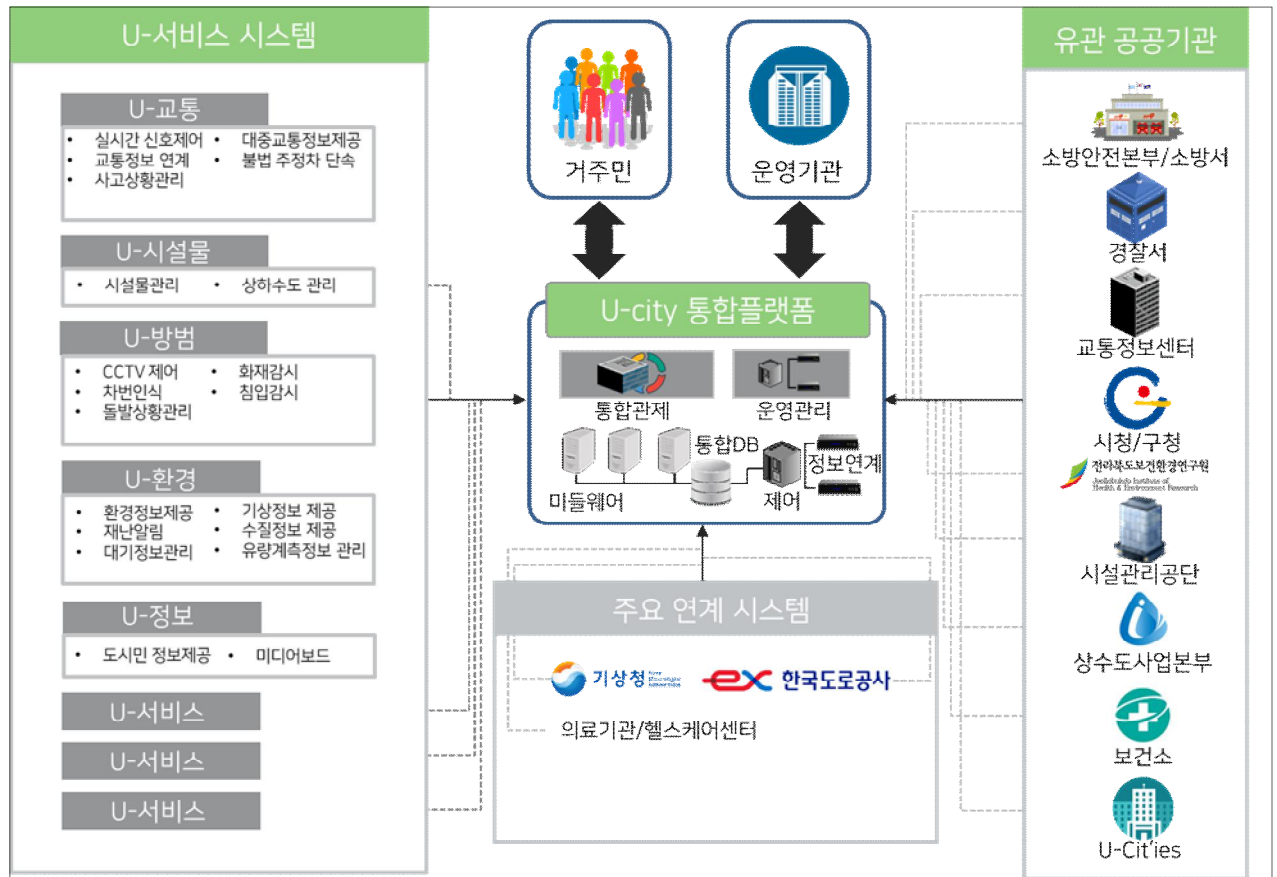 U-서비스 시스템
U-교통
• 실시간 신호제어 • 대중교통정보제공
• 교통정보 연계 • 불법 주정차 단속
• 사고상황관리
U-시설물
• 시설물관리 • 상하수도 관리
U-방범
• CCTV 제어 • 화재감시
• 차번인식 • 침입감시
• 돌발상황관리
U-환경
• 환경정보제공 • 기상정보 제공
• 재난알림 • 수질정보 제공
• 대기정보관리 • 유량계측정보 관리
U-정보
• 도시민 정보제공 • 미디어보드
U-서비스
U-서비스
U-서비스
거주민
운영기관
U-city 통합플랫폼
통합관제
운영관리
통합DB
정보연계
미들웨어
제어
주요 연계 시스템
기상청
ex 한국도로공사
의료기관/헬스케어센터
유관 공공기관
소방안전본부/소방서
경찰서
교통정보센터
시청/구청
전라북도보건환경연구원
Jeollabukdo Institute of
Health & Environment Research
시설관리공단
상수도사업본부
보건소
U-Cit'ies